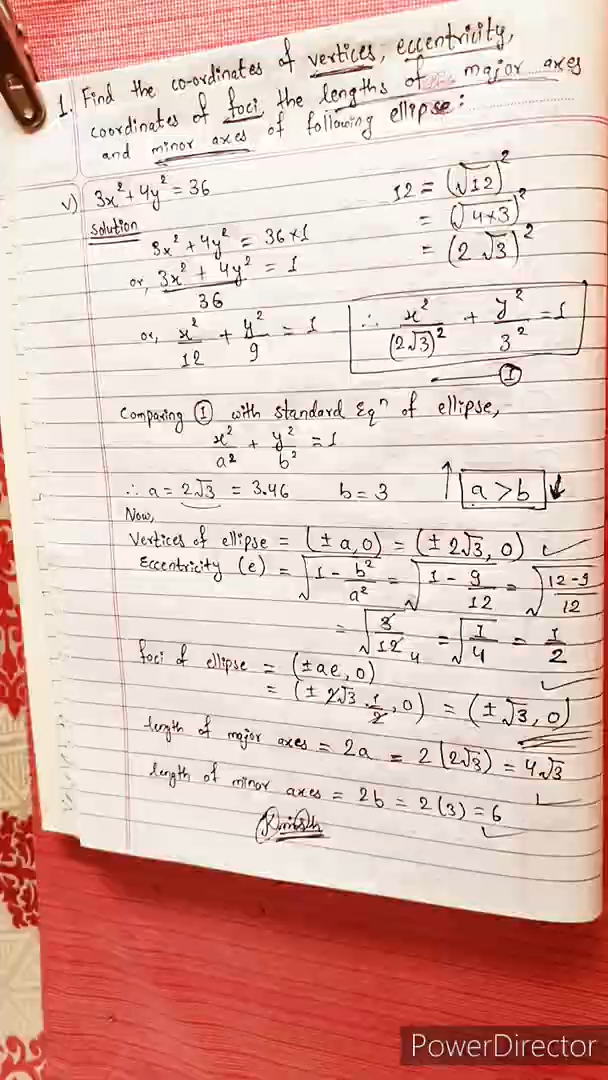 1. Find the co-ordinates of vertices, eccentricity,
coordinates of foci, the lengths of major axes
and minor axes of following ellipse:
v) 3x² + 4y² = 36
Solution
3x² + 4y² = 36×1
or, (3x² + 4y²)/36 = 1
or, x²/12 + y²/9 = 1
12 = (√12)²
= (√4×3)²
= (2√3)²
∴ x²/(2√3)² + y²/3² = 1
①
Comparing ① with standard Eqⁿ of ellipse,
x²/a² + y²/b² = 1
∴ a = 2√3 = 3.46 b = 3 ↑ a > b ↓
Now,
Vertices of ellipse = (± a, 0) = (± 2√3, 0)
Eccentricity (e) = √(1 - b²/a²) = √(1 - 9/12) = √((12-9)/12)
= √(3/12) 4 = √(1/4) = 1/2
foci of ellipse = (± ae, 0)
= (± 2√3 · 1/2, 0) = (± √3, 0)
length of major axes = 2a = 2(2√3) = 4√3
length of minor axes = 2b = 2(3) = 6
PowerDirector